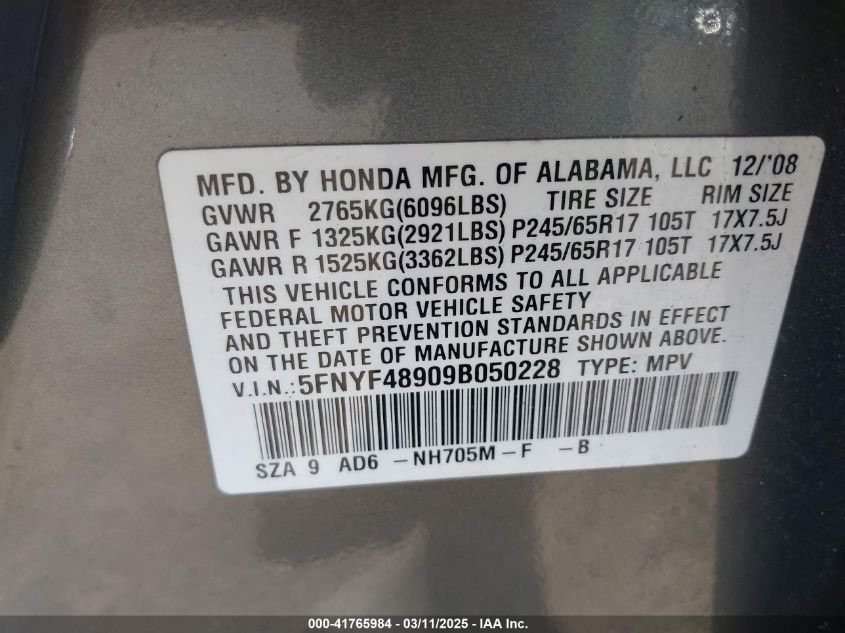 MFD. BY HONDA MFG. OF ALABAMA, LLC 12/'08
GVWR 2765KG(6096LBS) TIRE SIZE RIM SIZE
GAWR F 1325KG(2921LBS) P245/65R17 105T 17X7.5J
GAWR R 1525KG(3362LBS) P245/65R17 105T 17X7.5J
THIS VEHICLE CONFORMS TO ALL APPLICABLE
FEDERAL MOTOR VEHICLE SAFETY
AND THEFT PREVENTION STANDARDS IN EFFECT
ON THE DATE OF MANUFACTURE SHOWN ABOVE.
V.I.N.: 5FNYF48909B050228 TYPE: MPV
SZA 9 AD6 -NH705M-F -B
000-41765984 - 03/11/2025 - IAA Inc.